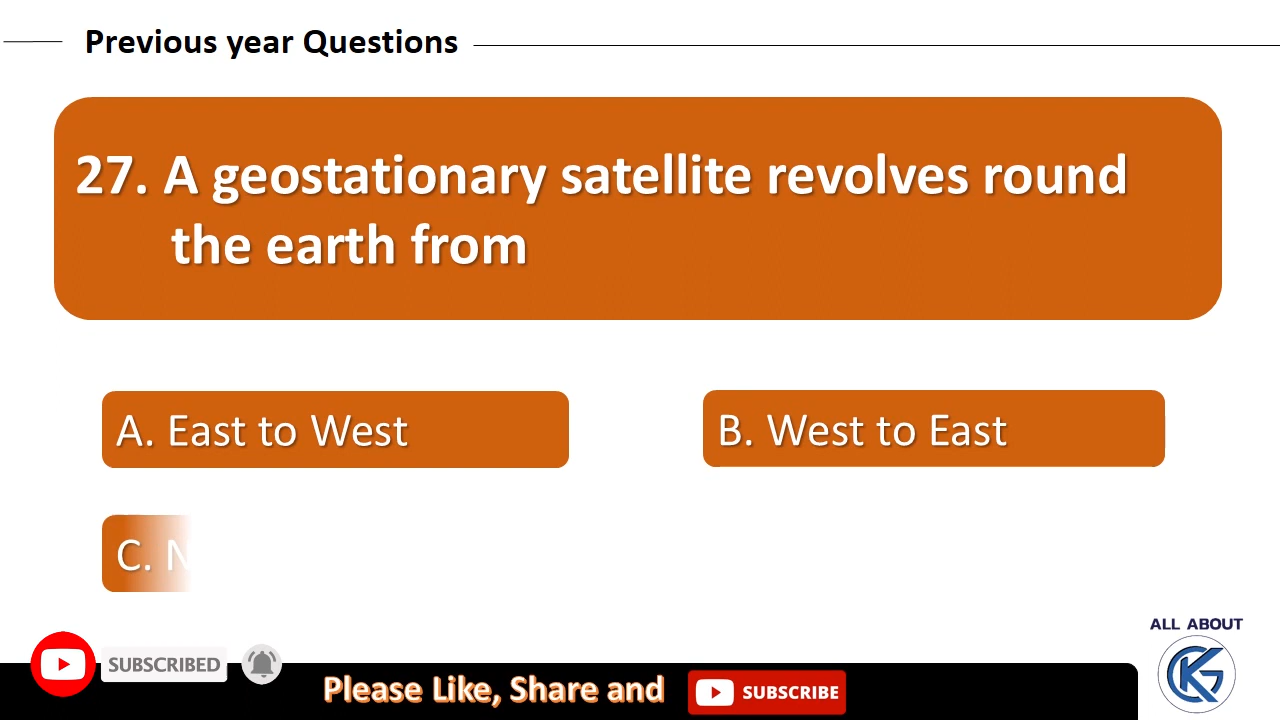 Previous year Questions
27. A geostationary satellite revolves round
the earth from
A. East to West
B. West to East
C. N
ALL ABOUT
SUBSCRIBED
Please Like, Share and
SUBSCRIBE